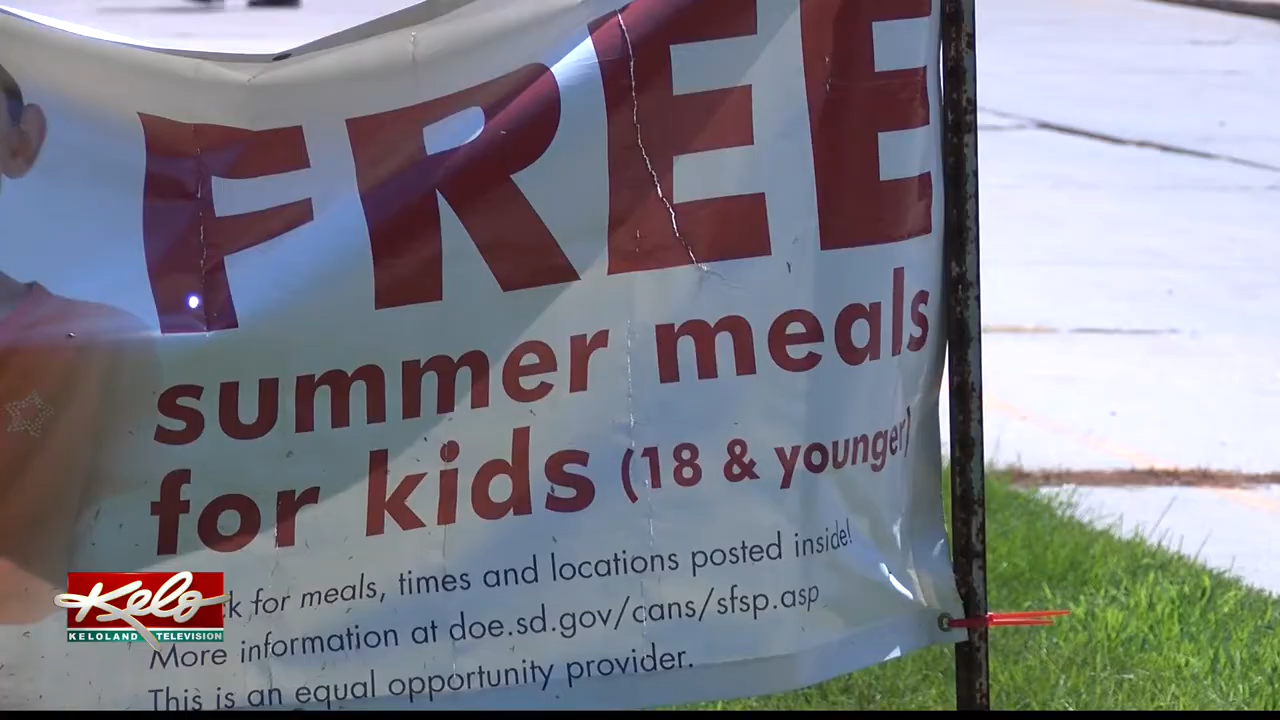 FREE
summer meals
for kids (18 & younger)
k for meals, times and locations posted inside!
More information at doe.sd.gov/cans/sfsp.asp
This is an equal opportunity provider.
Kelo
KELOLAND TELEVISION